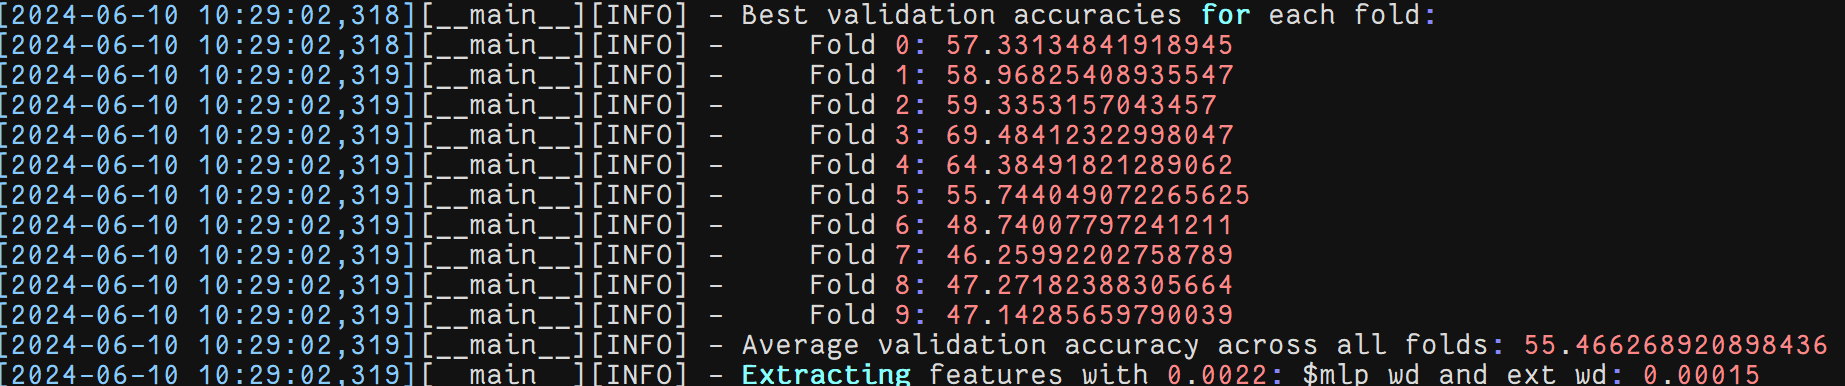 [2024-06-10 10:29:02,318][__main__][INFO] - Best validation accuracies for each fold:
[2024-06-10 10:29:02,318][__main__][INFO] -     Fold 0: 57.33134841918945
[2024-06-10 10:29:02,319][__main__][INFO] -     Fold 1: 58.96825408935547
[2024-06-10 10:29:02,319][__main__][INFO] -     Fold 2: 59.3353157043457
[2024-06-10 10:29:02,319][__main__][INFO] -     Fold 3: 69.48412322998047
[2024-06-10 10:29:02,319][__main__][INFO] -     Fold 4: 64.38491821289062
[2024-06-10 10:29:02,319][__main__][INFO] -     Fold 5: 55.744049072265625
[2024-06-10 10:29:02,319][__main__][INFO] -     Fold 6: 48.74007797241211
[2024-06-10 10:29:02,319][__main__][INFO] -     Fold 7: 46.25992202758789
[2024-06-10 10:29:02,319][__main__][INFO] -     Fold 8: 47.27182388305664
[2024-06-10 10:29:02,319][__main__][INFO] -     Fold 9: 47.14285659790039
[2024-06-10 10:29:02,319][__main__][INFO] - Average validation accuracy across all folds: 55.466268920898436
[2024-06-10 10:29:02,319][__main__][INFO] - Extracting features with 0.0022: $mlp_wd and ext_wd: 0.00015